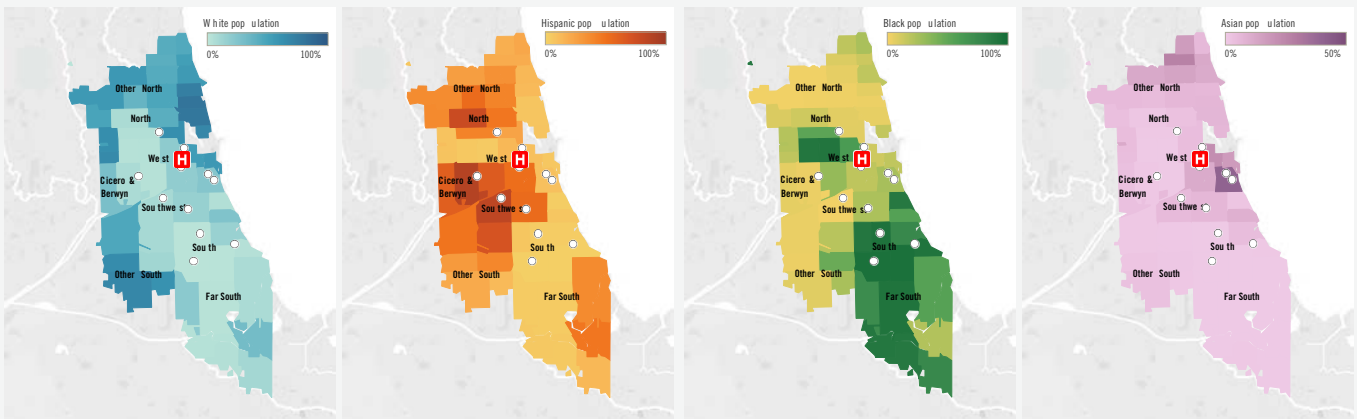 White population
0% 100%
Other North
North
West
H
Cicero &
Berwyn
Southwest
South
Other South
Far South
Hispanic population
0% 100%
Other North
North
West
H
Cicero &
Berwyn
Southwest
South
Other South
Far South
Black population
0% 100%
Other North
North
West
H
Cicero &
Berwyn
Southwest
South
Other South
Far South
Asian population
0% 50%
Other North
North
West
H
Cicero &
Berwyn
Southwest
South
Other South
Far South